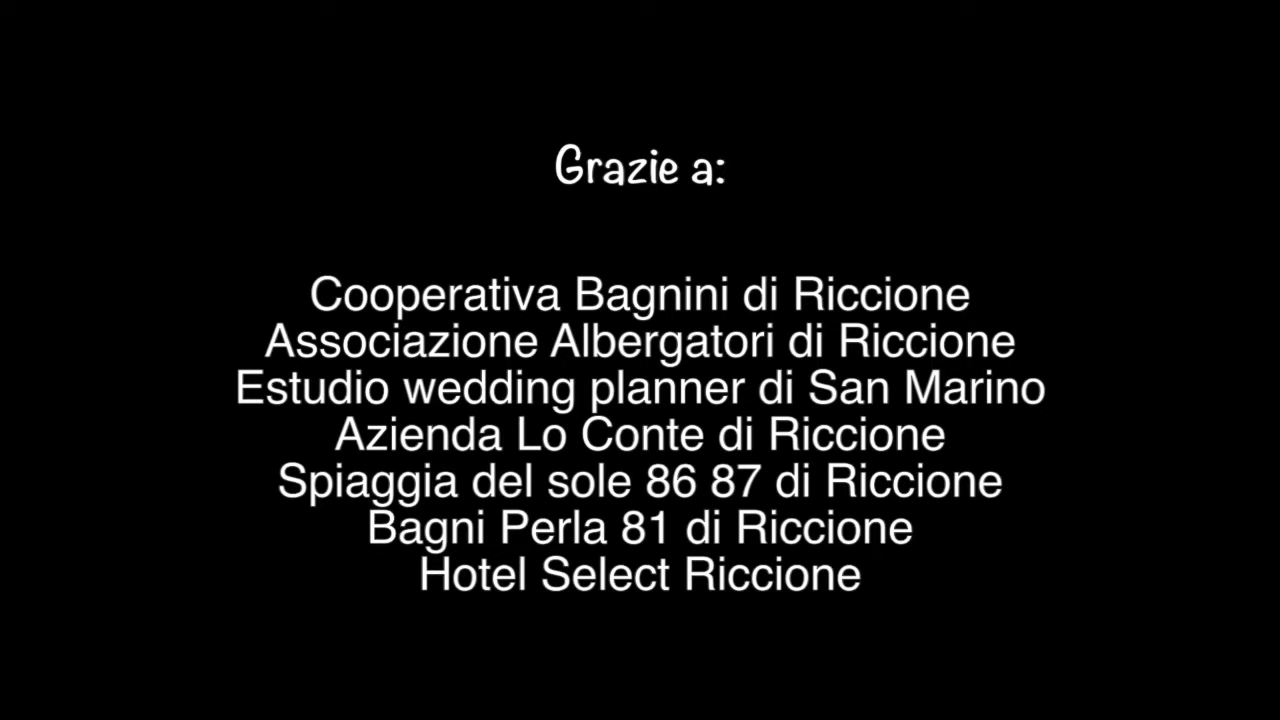 Grazie a:
Cooperativa Bagnini di Riccione
Associazione Albergatori di Riccione
Estudio wedding planner di San Marino
Azienda Lo Conte di Riccione
Spiaggia del sole 86 87 di Riccione
Bagni Perla 81 di Riccione
Hotel Select Riccione